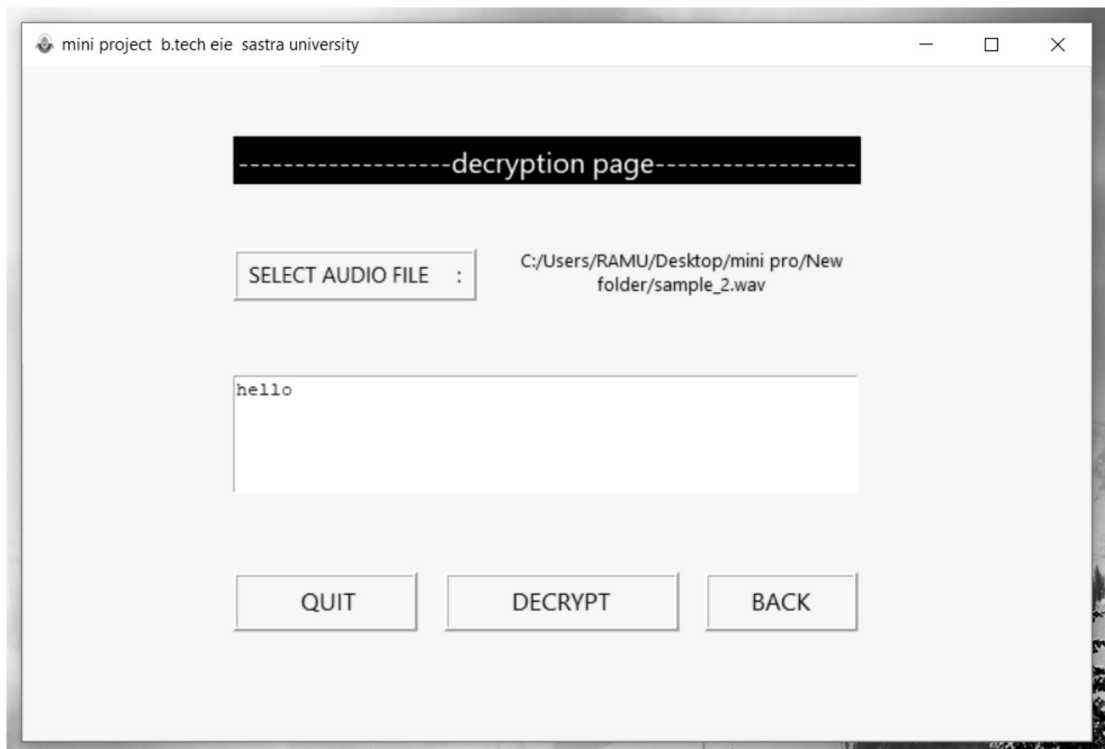 mini project  b.tech eie  sastra university
-------------------decryption page------------------
SELECT AUDIO FILE    :
C:/Users/RAMU/Desktop/mini pro/New
folder/sample_2.wav
hello
QUIT
DECRYPT
BACK